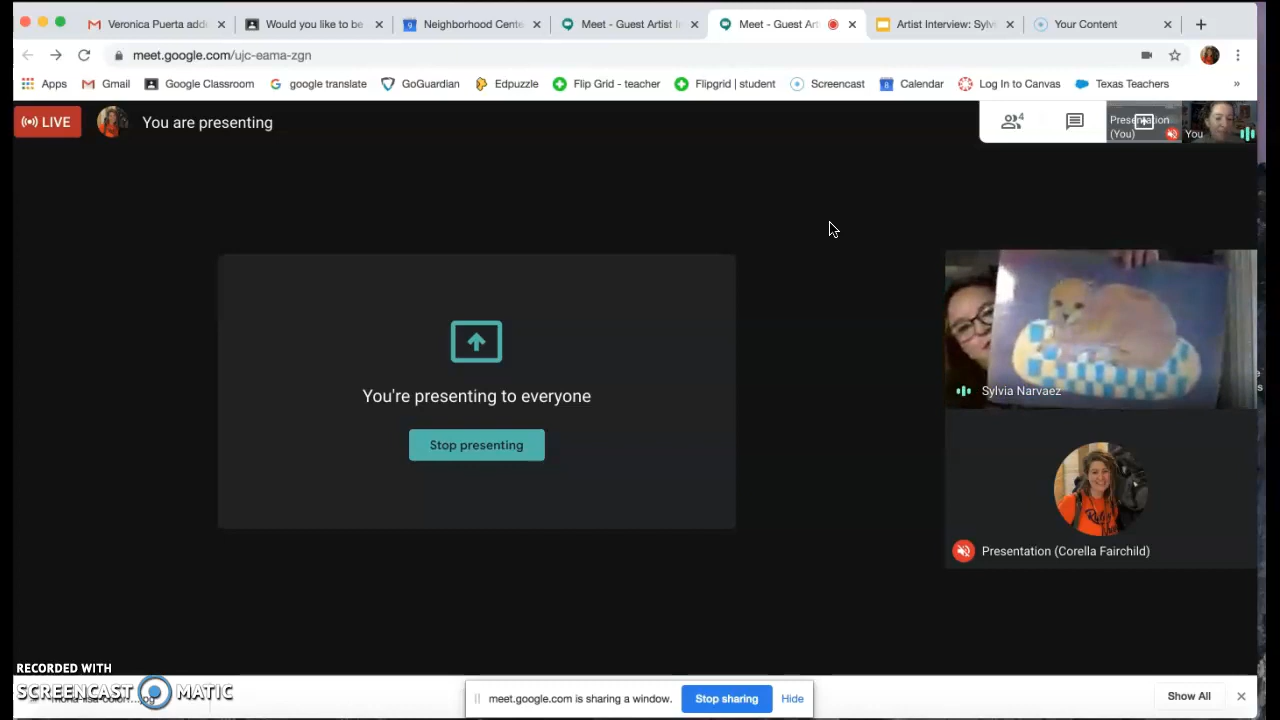 Veronica Puerta add
Would you like to be
Neighborhood Cente
Meet - Guest Artist I
Meet - Guest Art
Artist Interview: Sylv
Your Content
meet.google.com/ujc-eama-zgn
Apps
Gmail
Google Classroom
google translate
GoGuardian
Edpuzzle
Flip Grid - teacher
Flipgrid | student
Screencast
Calendar
Log In to Canvas
Texas Teachers
»
LIVE
You are presenting
4
Presentation
(You)
You
You're presenting to everyone
Stop presenting
Sylvia Narvaez
Presentation (Corella Fairchild)
RECORDED WITH
SCREENCAST MATIC
meet.google.com is sharing a window.
Stop sharing
Hide
Show All